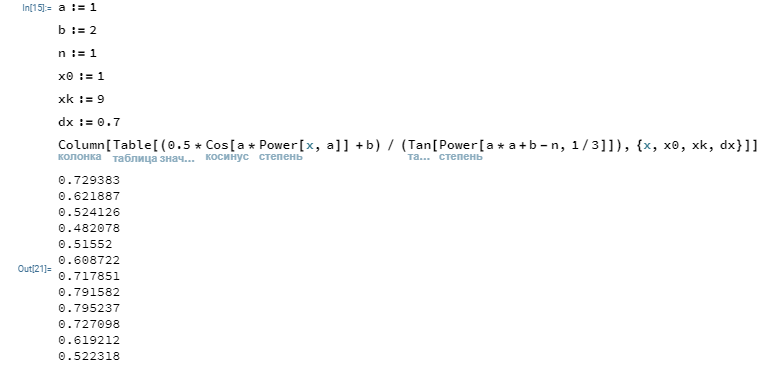 In[15]:= a := 1
b := 2
n := 1
x0 := 1
xk := 9
dx := 0.7
Column[Table[(0.5 * Cos[a * Power[x, a]] + b) / (Tan[Power[a * a + b - n, 1 / 3]]), {x, x0, xk, dx}]]
колонка таблица знач... косинус степень та... степень
0.729383
0.621887
0.524126
0.482078
0.51552
0.608722
Out[21]=
0.717851
0.791582
0.795237
0.727098
0.619212
0.522318